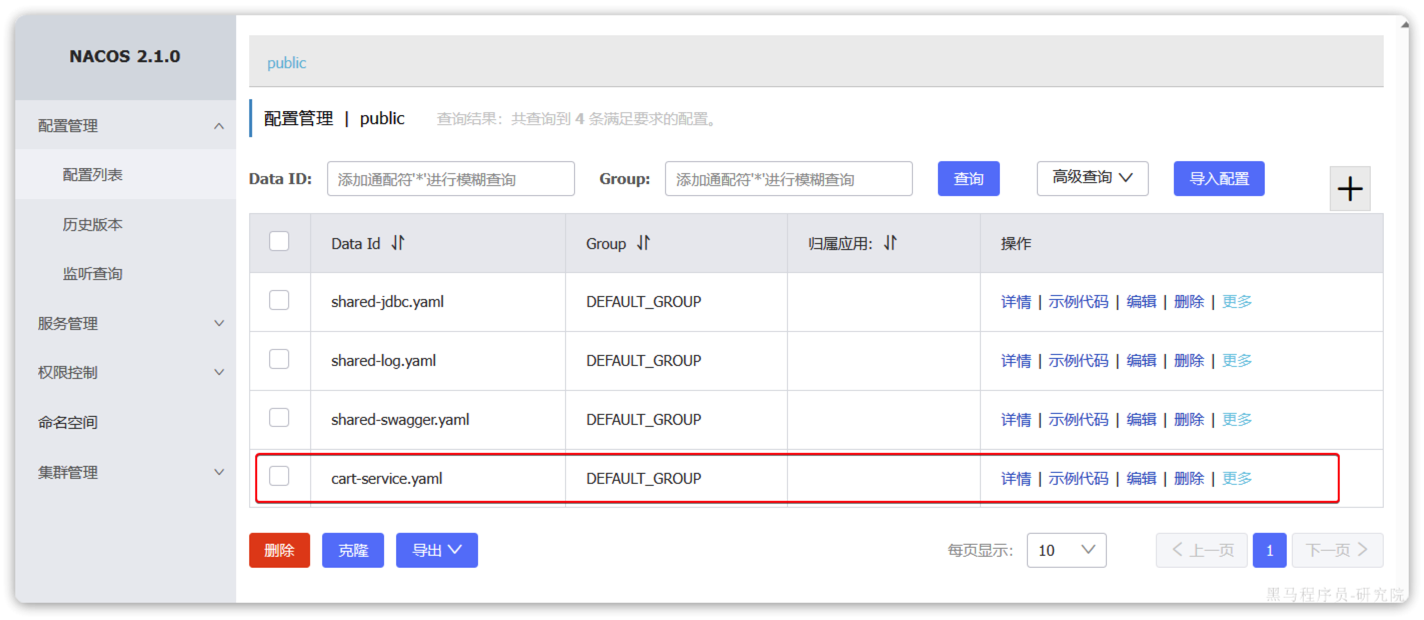 NACOS 2.1.0
配置管理
配置列表
历史版本
监听查询
服务管理
权限控制
命名空间
集群管理
public
配置管理 | public 查询结果：共查询到 4 条满足要求的配置。
Data ID: 添加通配符'*'进行模糊查询 Group: 添加通配符'*'进行模糊查询 查询 高级查询 导入配置 +
Data Id Group 归属应用: 操作
shared-jdbc.yaml DEFAULT_GROUP 详情 | 示例代码 | 编辑 | 删除 | 更多
shared-log.yaml DEFAULT_GROUP 详情 | 示例代码 | 编辑 | 删除 | 更多
shared-swagger.yaml DEFAULT_GROUP 详情 | 示例代码 | 编辑 | 删除 | 更多
cart-service.yaml DEFAULT_GROUP 详情 | 示例代码 | 编辑 | 删除 | 更多
删除 克隆 导出 每页显示: 10 上一页 1 下一页
黑马程序员-研究院